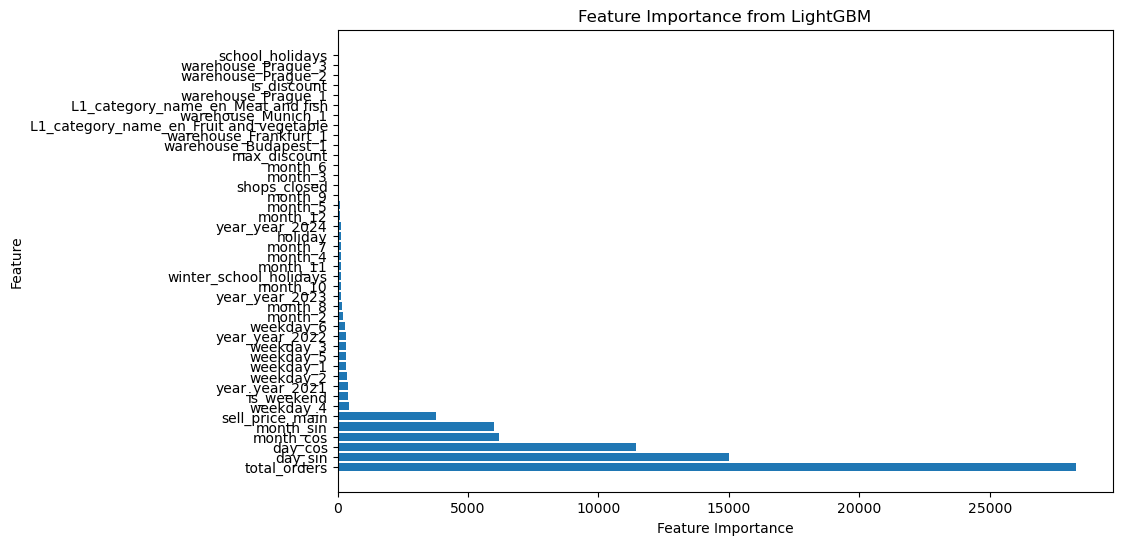 Feature Importance from LightGBM
school_holidays
warehouse_Prague_3
warehouse_Prague_2
is_discount
warehouse_Prague_1
L1_category_name_en_Meat and fish
warehouse_Munich_1
L1_category_name_en_Fruit and vegetable
warehouse_Frankfurt_1
warehouse_Budapest_1
max_discount
month_6
month_3
shops_closed
month_9
month_5
month_12
year_year_2024
holiday
month_7
month_4
month_11
winter_school_holidays
month_10
year_year_2023
month_8
month_2
weekday_6
year_year_2022
weekday_3
weekday_5
weekday_1
weekday_2
year_year_2021
is_weekend
weekday_4
sell_price_main
month_sin
month_cos
day_cos
day_sin
total_orders
Feature
0 5000 10000 15000 20000 25000
Feature Importance